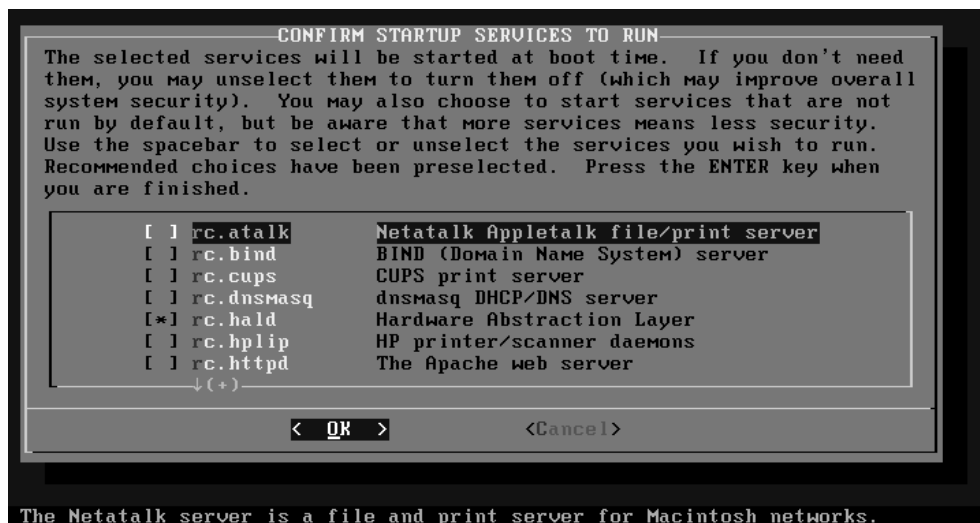 CONFIRM STARTUP SERVICES TO RUN
The selected services will be started at boot time.  If you don't need
them, you may unselect them to turn them off (which may improve overall
system security).  You may also choose to start services that are not
run by default, but be aware that more services means less security.
Use the spacebar to select or unselect the services you wish to run.
Recommended choices have been preselected.  Press the ENTER key when
you are finished.
[ ] rc.atalk Netatalk Appletalk file/print server
[ ] rc.bind BIND (Domain Name System) server
[ ] rc.cups CUPS print server
[ ] rc.dnsmasq dnsmasq DHCP/DNS server
[*] rc.hald Hardware Abstraction Layer
[ ] rc.hplip HP printer/scanner daemons
[ ] rc.httpd The Apache web server
↓(+)
< OK > <Cancel>
The Netatalk server is a file and print server for Macintosh networks.